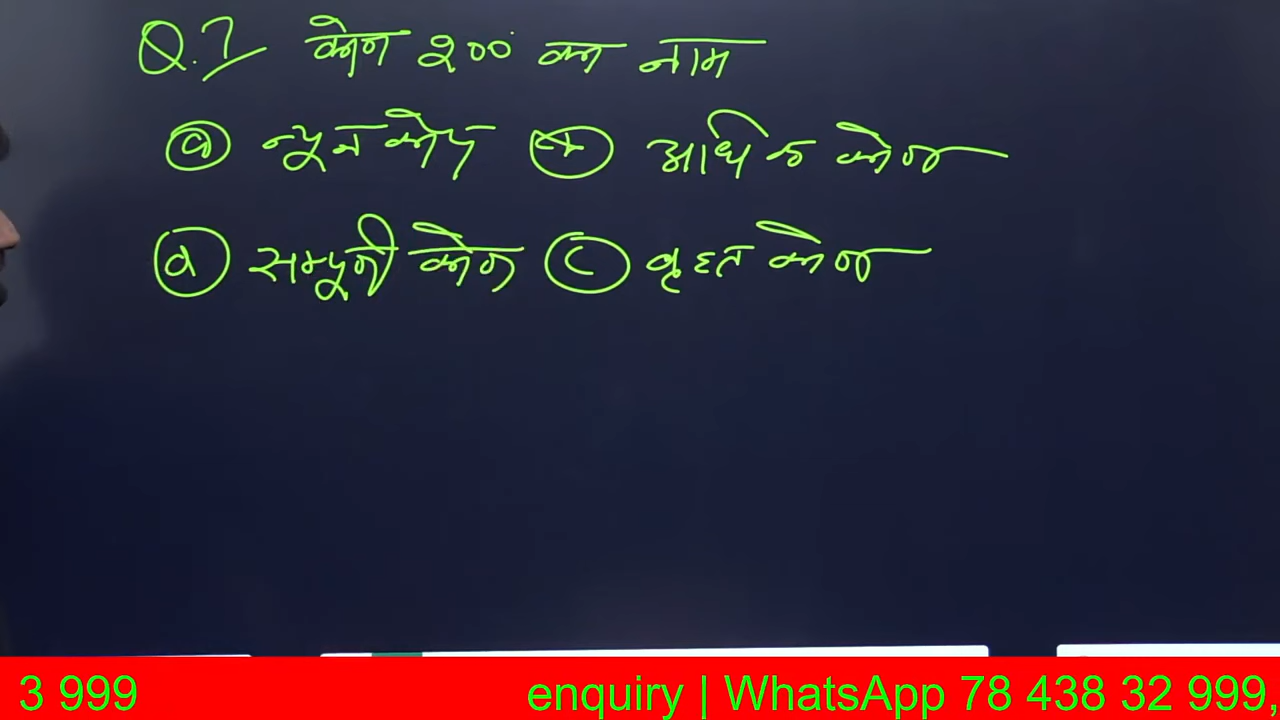 Q.7 कोण 200° का नाम
(a) न्यून कोण (b) अधिक कोण
(d) सम्पूर्ण कोण (c) वृहत कोण
3 999 enquiry | WhatsApp 78 438 32 999,